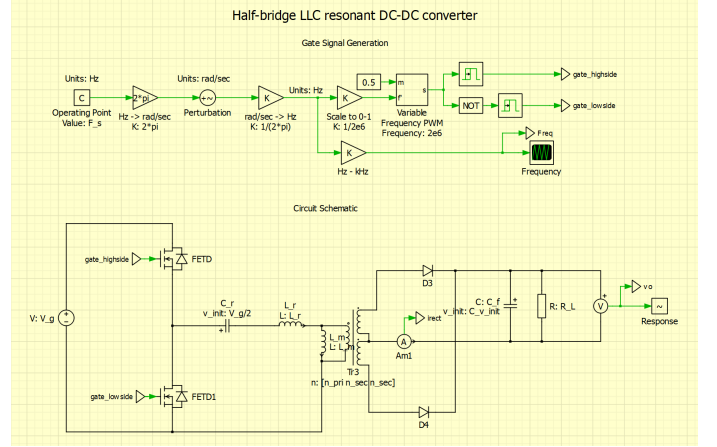 Half-bridge LLC resonant DC-DC converter
Gate Signal Generation
Units: Hz
Units: rad/sec
Units: Hz
C
2*pi
+~
K
K
0.5
m
f
s
NOT
gate_highside
gate_lowside
Operating Point
Value: F_s
Hz -> rad/sec
K: 2*pi
Perturbation
rad/sec -> Hz
K: 1/(2*pi)
Scale to 0-1
K: 1/2e6
Variable
Frequency PWM
Frequency: 2e6
K
Hz - kHz
Freq
Frequency
Circuit Schematic
gate_highside
FETD
V: V_g
C_r
v_init: V_g/2
+
L_r
L: L_r
L_m
L: L_m
Tr3
n: [n_pri n_sec n_sec]
gate_lowside
FETD1
D3
irect
A
Am1
C: C_f
v_init: C_v_init
+
R: R_L
V
+
vo
~
Response
D4